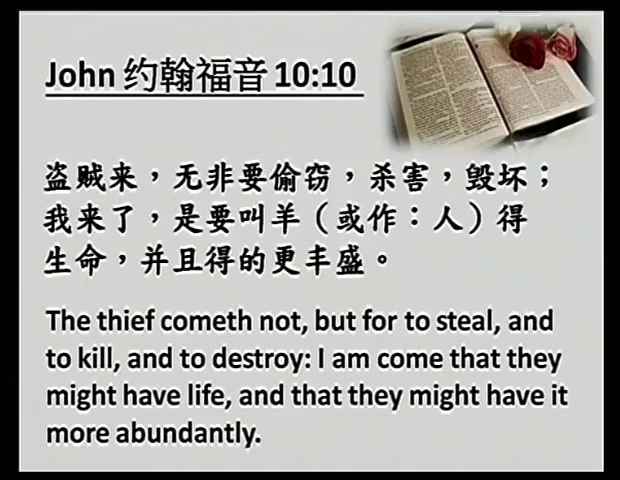 John 约翰福音 10:10
盗贼来，无非要偷窃，杀害，毁坏；
我来了，是要叫羊（或作：人）得
生命，并且得的更丰盛。
The thief cometh not, but for to steal, and
to kill, and to destroy: I am come that they
might have life, and that they might have it
more abundantly.